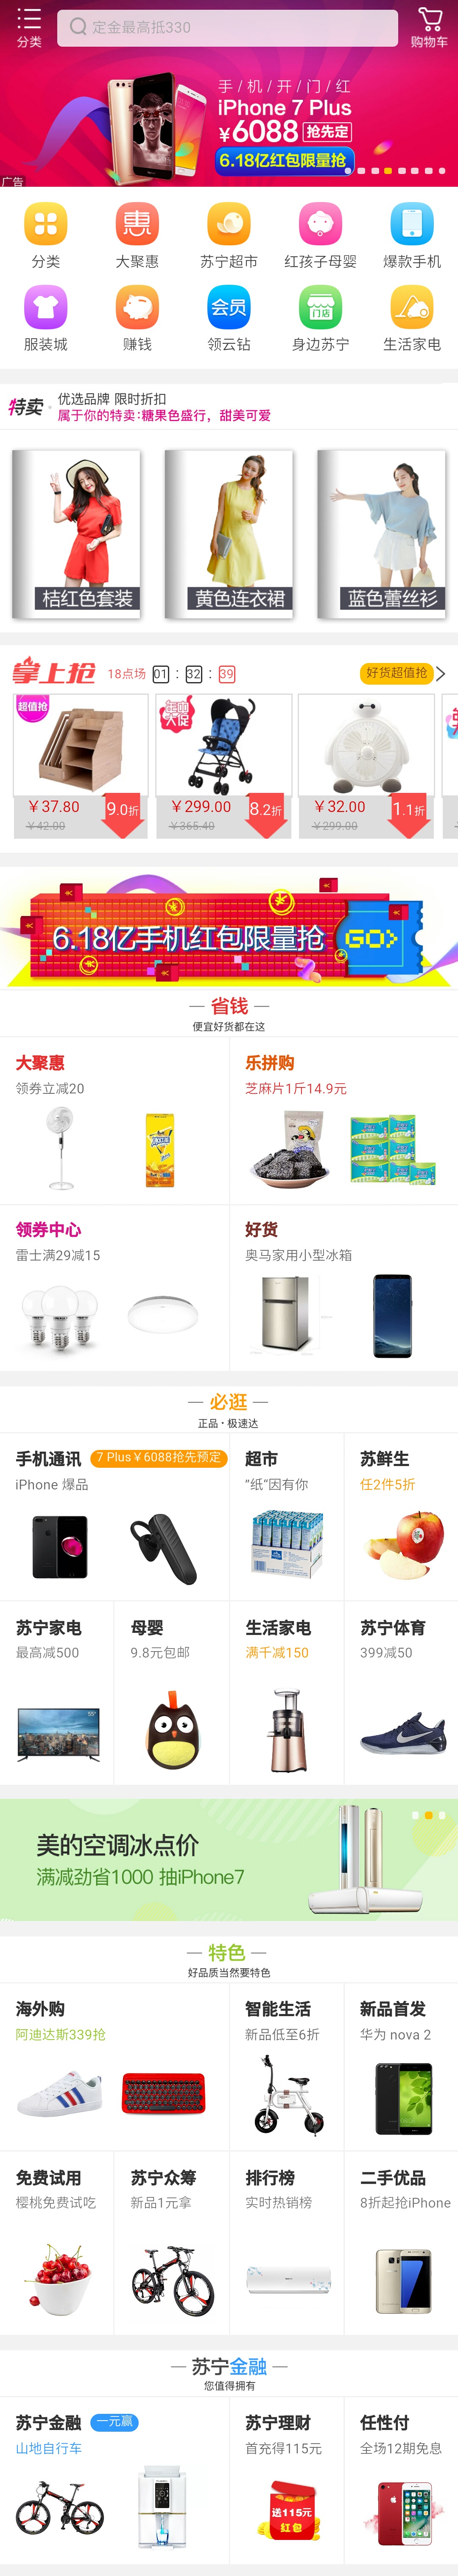 分类
定金最高抵330
购物车
手/机/开/门/红
iPhone 7 Plus
¥6088 抢先定
6.18亿红包限量抢
广告
分类 大聚惠 苏宁超市 红孩子母婴 爆款手机
惠
会员
门店
服装城 赚钱 领云钻 身边苏宁 生活家电
特卖
优选品牌 限时折扣
属于你的特卖:糖果色盛行，甜美可爱
桔红色套装 黄色连衣裙 蓝色蕾丝衫
掌上抢 18点场 01 : 32 : 39 好货超值抢
超值抢
年中大促
¥37.80 9.0折 ¥299.00 8.2折 ¥32.00 1.1折
¥42.00 ¥365.40 ¥299.00
6.18亿手机红包限量抢 GO>
省钱
便宜好货都在这
大聚惠 乐拼购
领券立减20 芝麻片1斤14.9元
领券中心 好货
雷士满29减15 奥马家用小型冰箱
必逛
正品·极速达
手机通讯 7 Plus¥6088抢先预定 超市 苏鲜生
iPhone 爆品 "纸"因有你 任2件5折
苏宁家电 母婴 生活家电 苏宁体育
最高减500 9.8元包邮 满千减150 399减50
美的空调冰点价
满减劲省1000 抽iPhone7
特色
好品质当然要特色
海外购 智能生活 新品首发
阿迪达斯339抢 新品低至6折 华为 nova 2
免费试用 苏宁众筹 排行榜 二手优品
樱桃免费试吃 新品1元拿 实时热销榜 8折起抢iPhone
苏宁金融
您值得拥有
苏宁金融 一元赢 苏宁理财 任性付
山地自行车 首充得115元 全场12期免息
送115元
红包